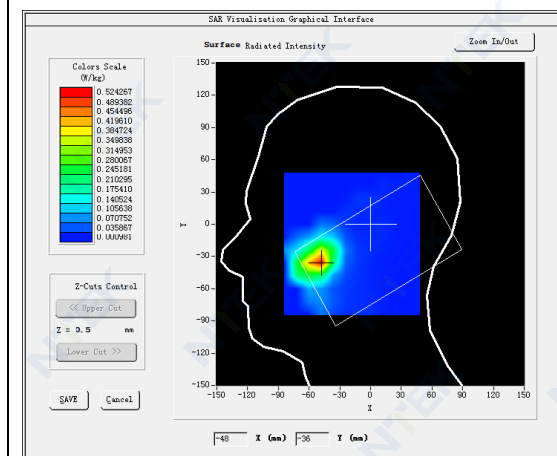 SAR Visualisation Graphical Interface
Surface Radiated Intensity
Zoom In/Out
Colors Scale
(W/kg)
0.524267
0.489382
0.454496
0.419610
0.384724
0.349838
0.314953
0.280067
0.245181
0.210295
0.175410
0.140524
0.105638
0.070752
0.035867
0.000981
Z-Cuts Control
<< Upper Cut
Z = 3.5 mm
Lower Cut >>
SAVE Cancel
150
120
90
60
30
0
-30
-60
-90
-120
-150
Y
-150 -120 -90 -60 -30 0 30 60 90 120 150
X
-48 X (mm) -36 Y (mm)
NTEK